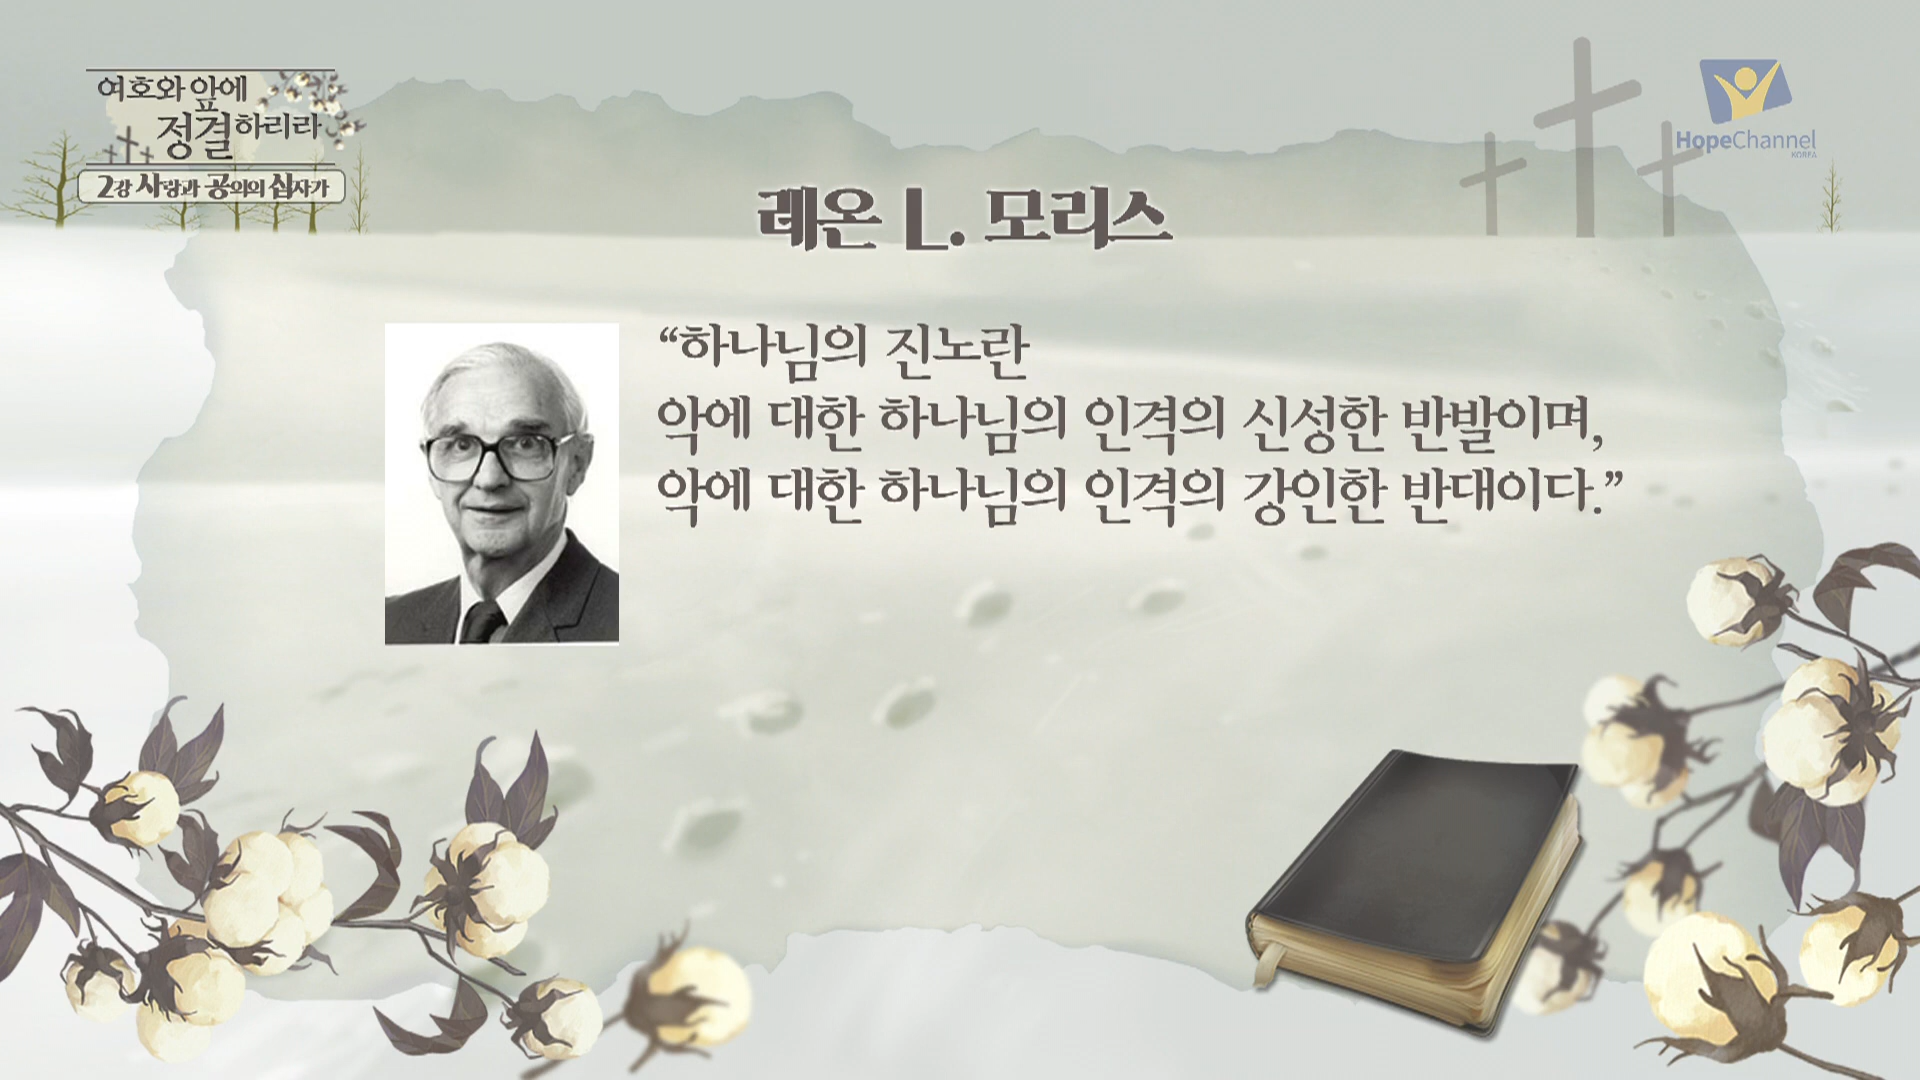 여호와 앞에
정결하리라
2강 사랑과 공의의 십자가
HopeChannel
KOREA
레온 L. 모리스
“하나님의 진노란
악에 대한 하나님의 인격의 신성한 반발이며,
악에 대한 하나님의 인격의 강인한 반대이다.”